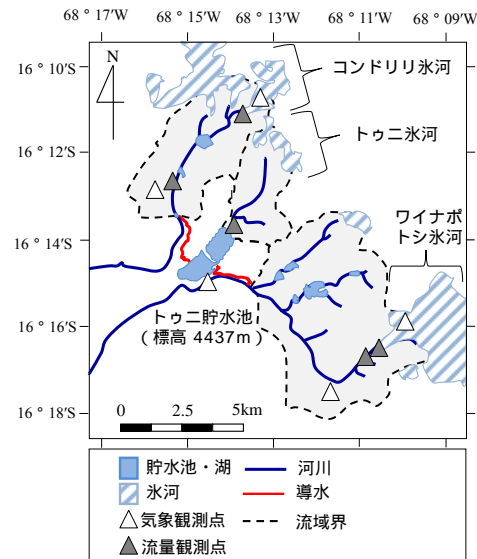 68 ° 17'W 68 ° 15'W 68 ° 13'W 68 ° 11'W 68 ° 09'W
N
16 ° 10'S
コンドリリ氷河
16 ° 12'S
トゥニ氷河
16 ° 14'S
ワイナポ
トシ氷河
16 ° 16'S
トゥニ貯水池
(標高 4437m)
16 ° 18'S
0 2.5 5km
貯水池・湖
河川
氷河
導水
気象観測点
流域界
流量観測点